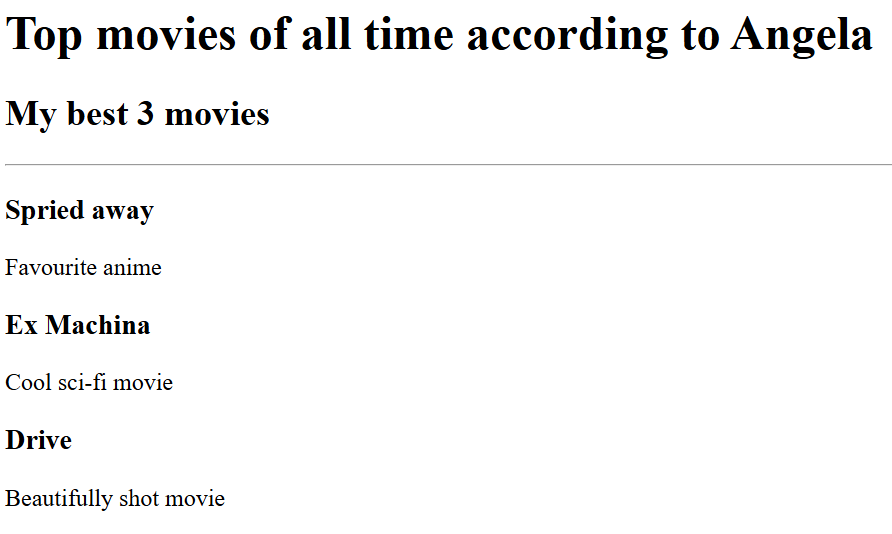 Top movies of all time according to Angela
My best 3 movies
Spried away
Favourite anime
Ex Machina
Cool sci-fi movie
Drive
Beautifully shot movie